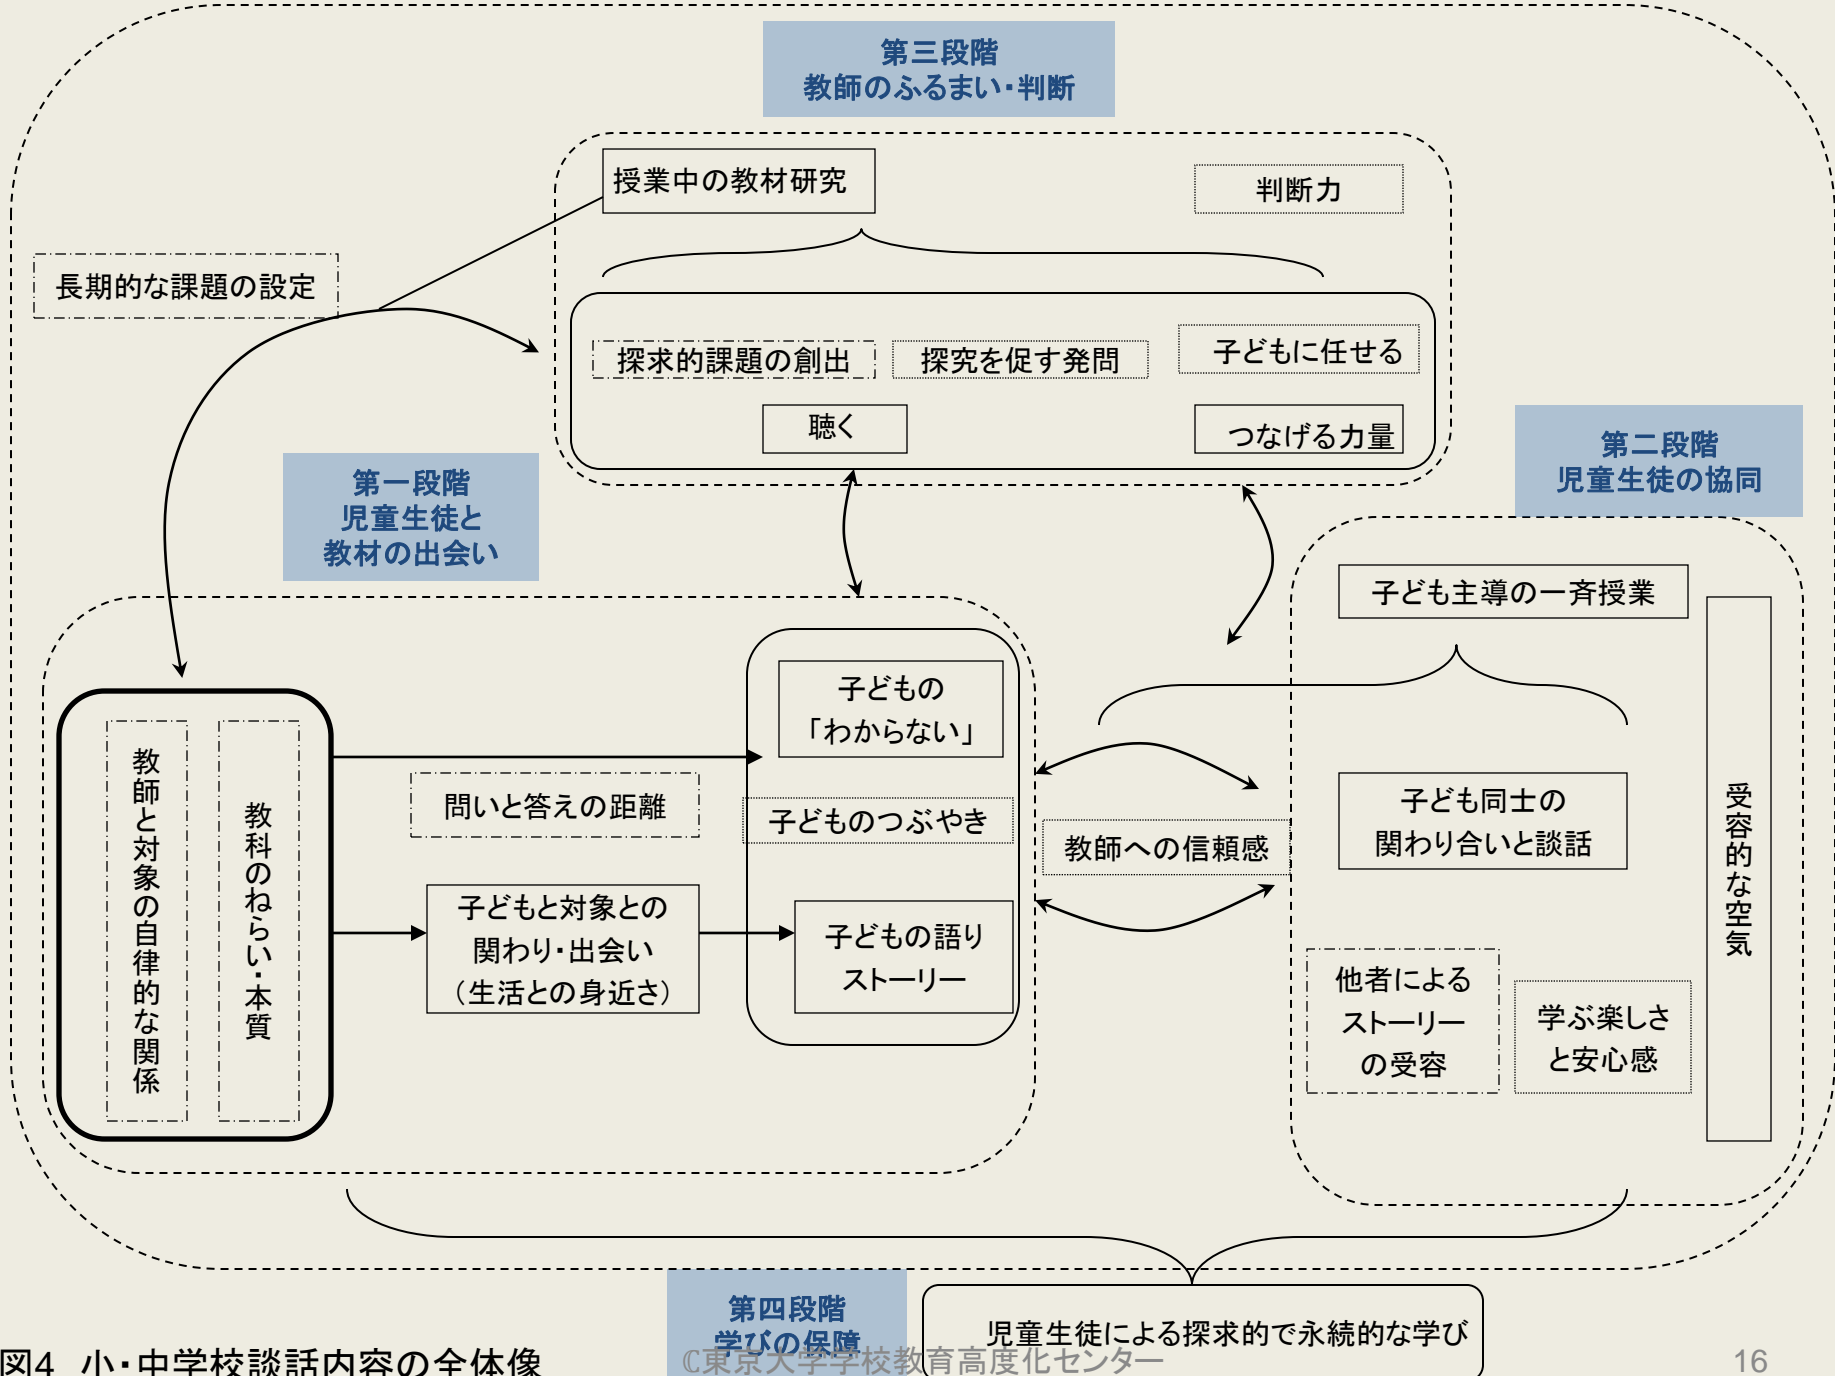 第三段階
教師のふるまい・判断
授業中の教材研究
判断力
長期的な課題の設定
探求的課題の創出
探究を促す発問
子どもに任せる
聴く
つなげる力量
第一段階
児童生徒と
教材の出会い
第二段階
児童生徒の協同
子ども主導の一斉授業
子どもの
「わからない」
教師と対象の自律的な関係
教科のねらい・本質
問いと答えの距離
子どものつぶやき
教師への信頼感
子ども同士の
関わり合いと談話
受容的な空気
子どもと対象との
関わり・出会い
（生活との身近さ）
子どもの語り
ストーリー
他者による
ストーリー
の受容
学ぶ楽しさ
と安心感
第四段階
学びの保障
児童生徒による探求的で永続的な学び
図4 小・中学校談話内容の全体像
©東京大学学校教育高度化センター
16